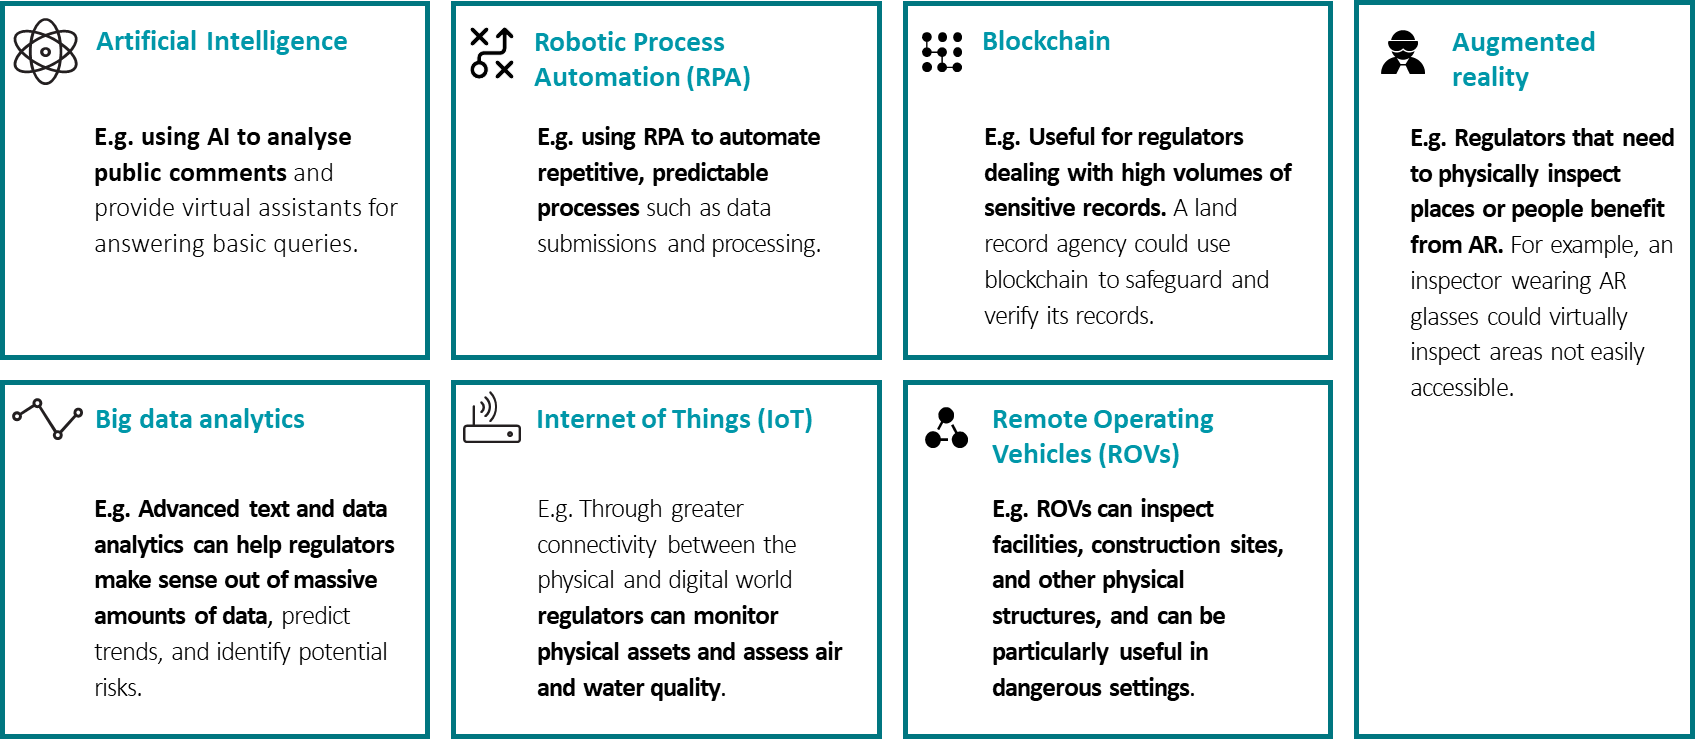 Artificial Intelligence
E.g. using AI to analyse
public comments and
provide virtual assistants for
answering basic queries.
Robotic Process
Automation (RPA)
E.g. using RPA to automate
repetitive, predictable
processes such as data
submissions and processing.
Blockchain
E.g. Useful for regulators
dealing with high volumes of
sensitive records. A land
record agency could use
blockchain to safeguard and
verify its records.
Augmented
reality
E.g. Regulators that need
to physically inspect
places or people benefit
from AR. For example, an
inspector wearing AR
glasses could virtually
inspect areas not easily
accessible.
Big data analytics
E.g. Advanced text and data
analytics can help regulators
make sense out of massive
amounts of data, predict
trends, and identify potential
risks.
Internet of Things (IoT)
E.g. Through greater
connectivity between the
physical and digital world
regulators can monitor
physical assets and assess air
and water quality.
Remote Operating
Vehicles (ROVs)
E.g. ROVs can inspect
facilities, construction sites,
and other physical
structures, and can be
particularly useful in
dangerous settings.